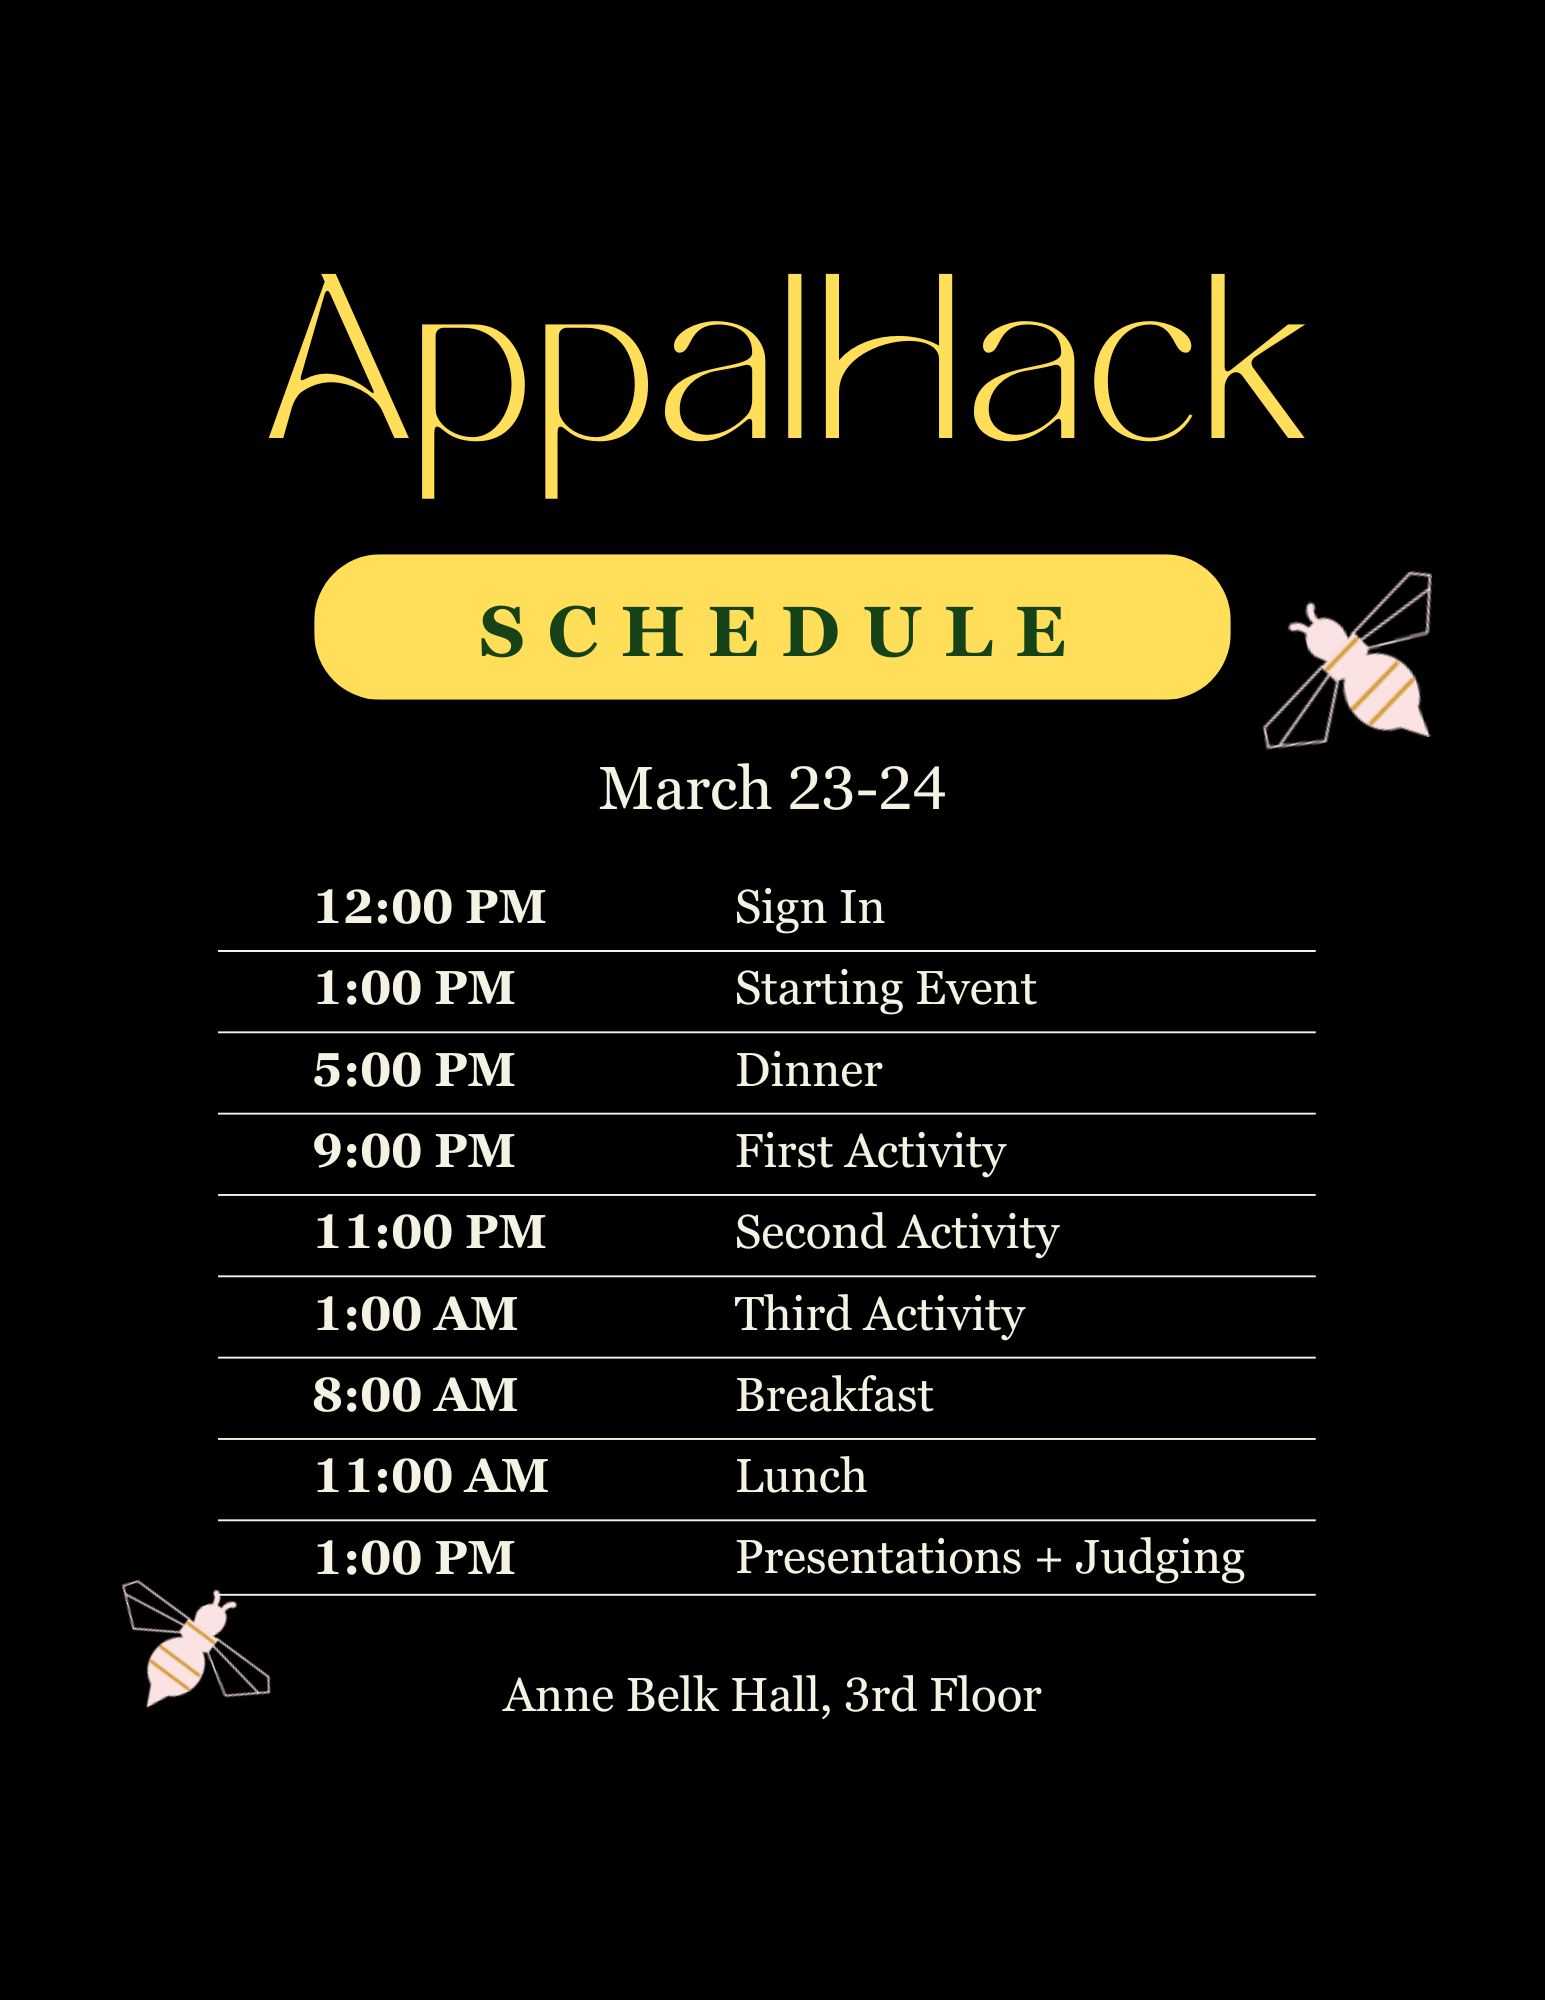 AppalHack
SCHEDULE
March 23-24
12:00 PM Sign In
1:00 PM Starting Event
5:00 PM Dinner
9:00 PM First Activity
11:00 PM Second Activity
1:00 AM Third Activity
8:00 AM Breakfast
11:00 AM Lunch
1:00 PM Presentations + Judging
Anne Belk Hall, 3rd Floor